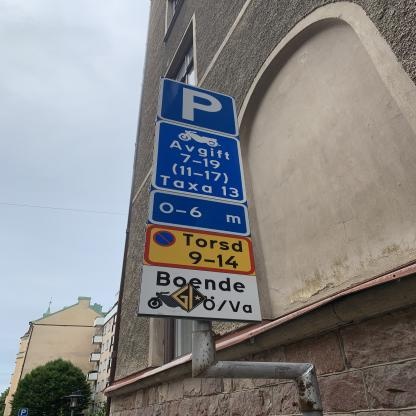 P
Avgift
7-19
(11-17)
Taxa 13
0-6 m
Torsd
9-14
Boende
Ö/Va
P